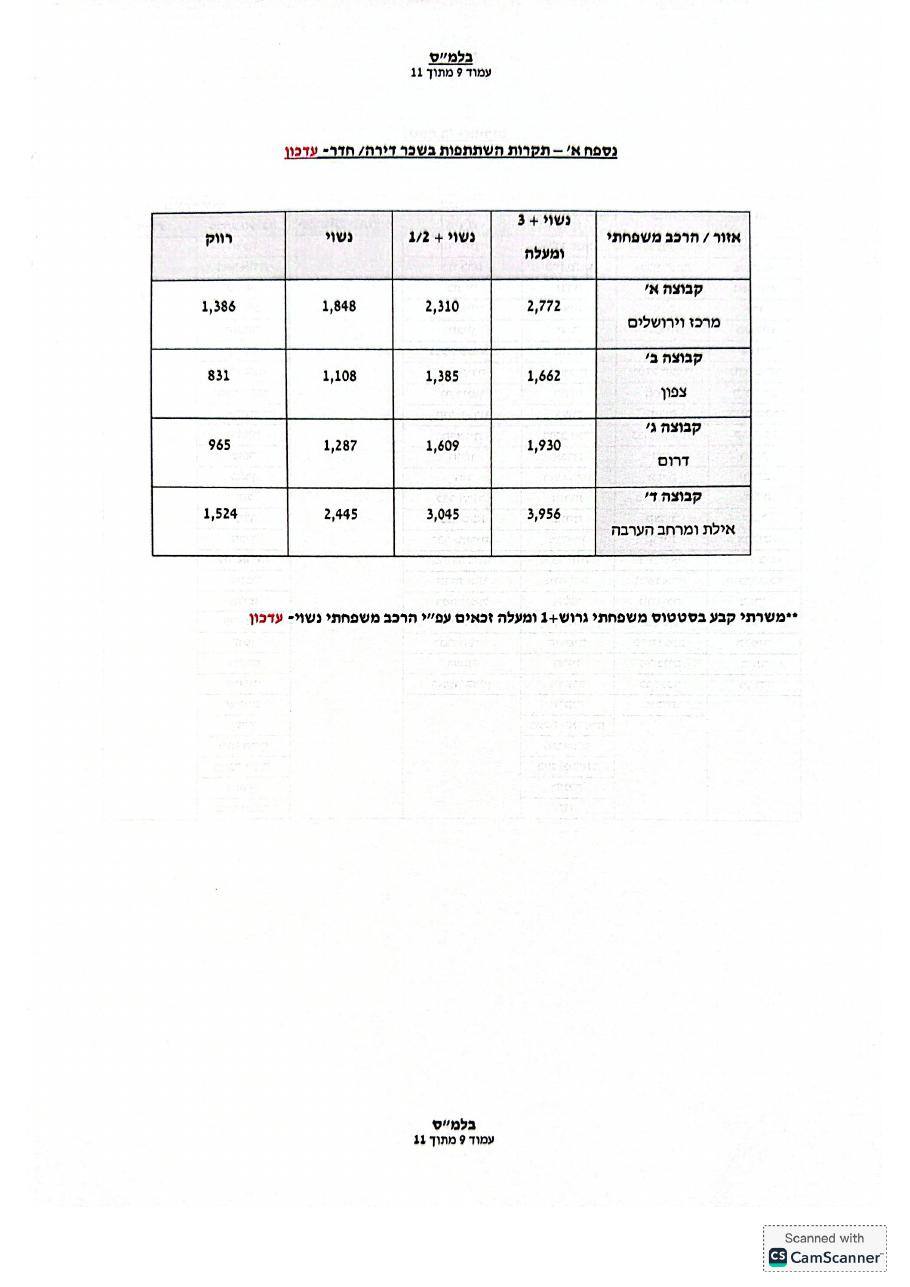 בלמ"ס
עמוד 9 מתוך 11
נספח א' – תקרות השתתפות בשכר דירה/ חדר- עדכון
אזור / הרכב משפחתי
נשוי + 3
ומעלה
נשוי + 1/2
נשוי
רווק
קבוצה א'
מרכז וירושלים
2,772
2,310
1,848
1,386
קבוצה ב'
צפון
1,662
1,385
1,108
831
קבוצה ג'
דרום
1,930
1,609
1,287
965
קבוצה ד'
אילת ומרחב הערבה
3,956
3,045
2,445
1,524
**משרתי קבע בסטטוס משפחתי גרוש+1 ומעלה זכאים עפ"י הרכב משפחתי נשוי- עדכון
בלמ"ס
עמוד 9 מתוך 11
Scanned with
CS CamScanner